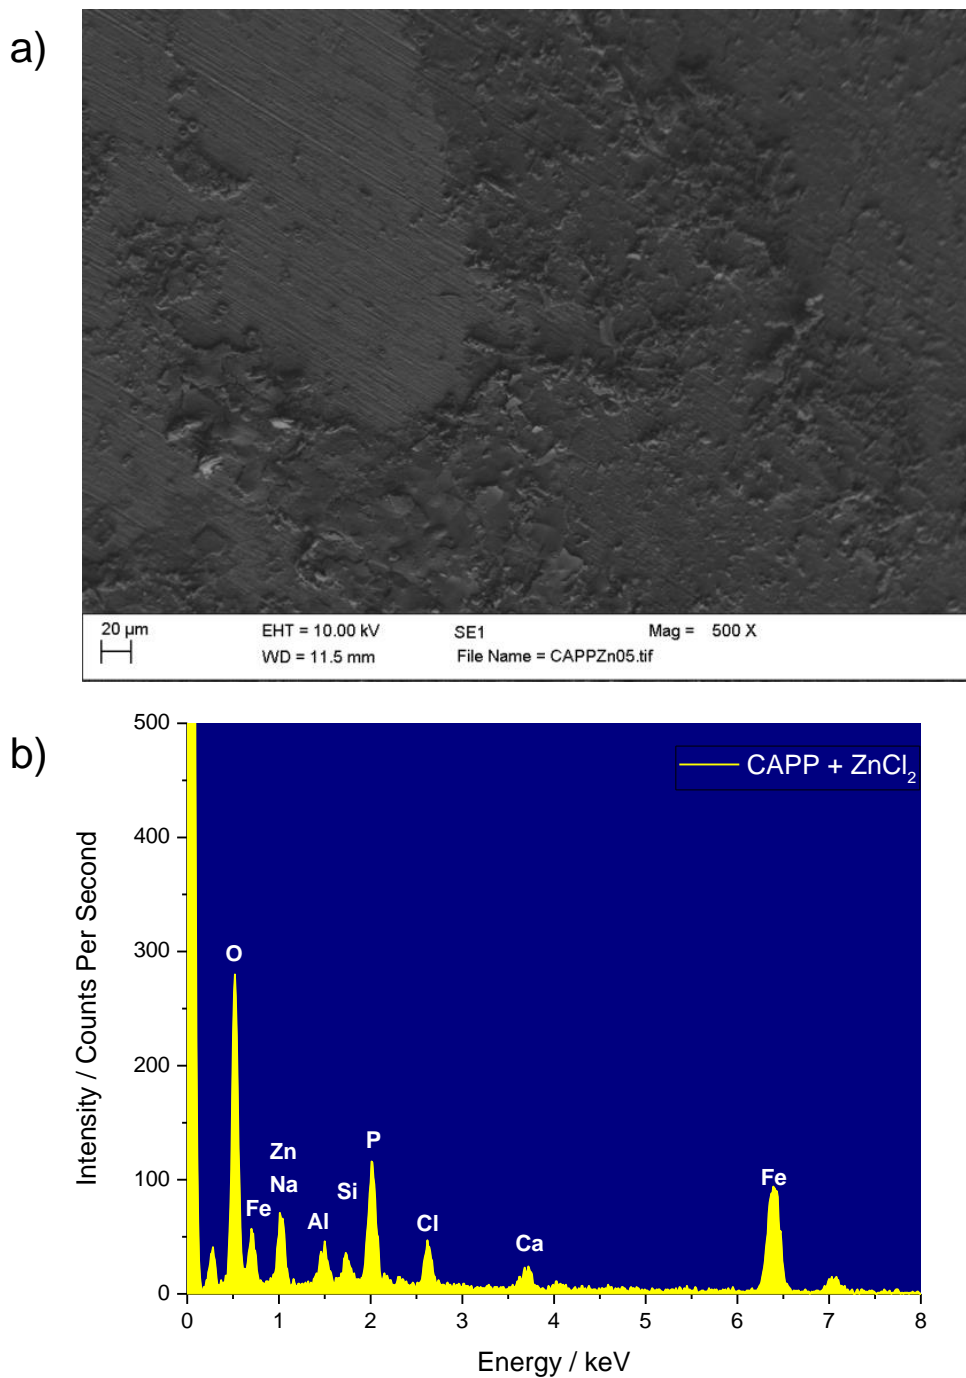 a)
20 µm
EHT = 10.00 kV
SE1
Mag = 500 X
WD = 11.5 mm
File Name = CAPPZn05.tif
b)
CAPP + ZnCl₂
Intensity / Counts Per Second
500
400
300
200
100
0
O
Fe
Zn
Na
Al
Si
P
Cl
Ca
Fe
0 1 2 3 4 5 6 7 8
Energy / keV